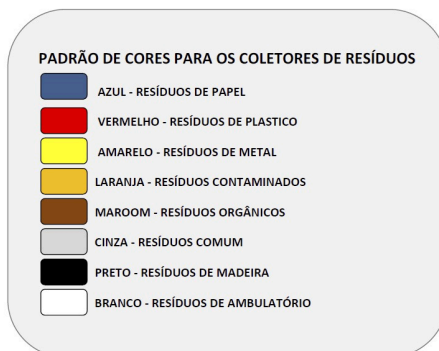 PADRÃO DE CORES PARA OS COLETORES DE RESÍDUOS
AZUL - RESÍDUOS DE PAPEL
VERMELHO - RESÍDUOS DE PLASTICO
AMARELO - RESÍDUOS DE METAL
LARANJA - RESÍDUOS CONTAMINADOS
MAROOM - RESÍDUOS ORGÂNICOS
CINZA - RESÍDUOS COMUM
PRETO - RESÍDUOS DE MADEIRA
BRANCO - RESÍDUOS DE AMBULATÓRIO